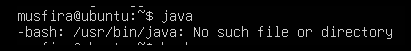 musfira@ubuntu:~$ java
-bash: /usr/bin/java: No such file or directory